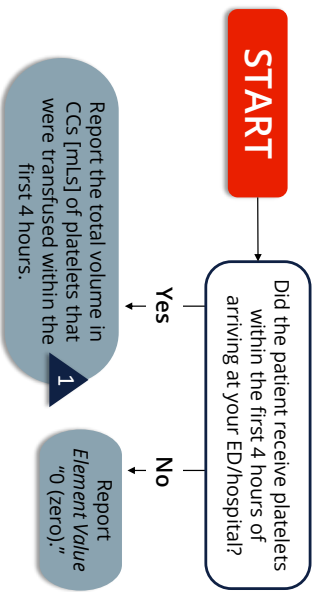 START
Did the patient receive platelets
within the first 4 hours of
arriving at your ED/hospital?
Yes
No
Report the total volume in
CCs [mLs] of platelets that
were transfused within the
first 4 hours.
1
Report
Element Value
“0 (zero).”